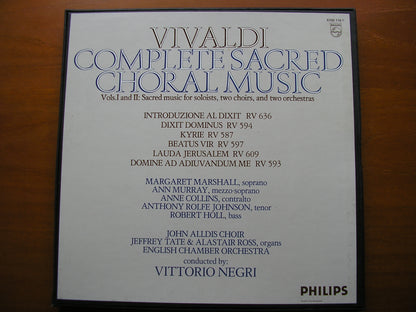 VIVALDI
COMPLETE SACRED
CHORAL MUSIC
Vols. I and II: Sacred music for soloists, two choirs, and two orchestras
INTRODUZIONE AL DIXIT RV 636
DIXIT DOMINUS RV 594
KYRIE RV 587
BEATUS VIR RV 597
LAUDA JERUSALEM RV 609
DOMINE AD ADIUVANDUM ME RV 593
MARGARET MARSHALL, soprano
ANN MURRAY, mezzo-soprano
ANNE COLLINS, contralto
ANTHONY ROLFE JOHNSON, tenor
ROBERT HOLL, bass
JOHN ALLDIS CHOIR
JEFFREY TATE & ALASTAIR ROSS, organs
ENGLISH CHAMBER ORCHESTRA
conducted by:
VITTORIO NEGRI
PHILIPS